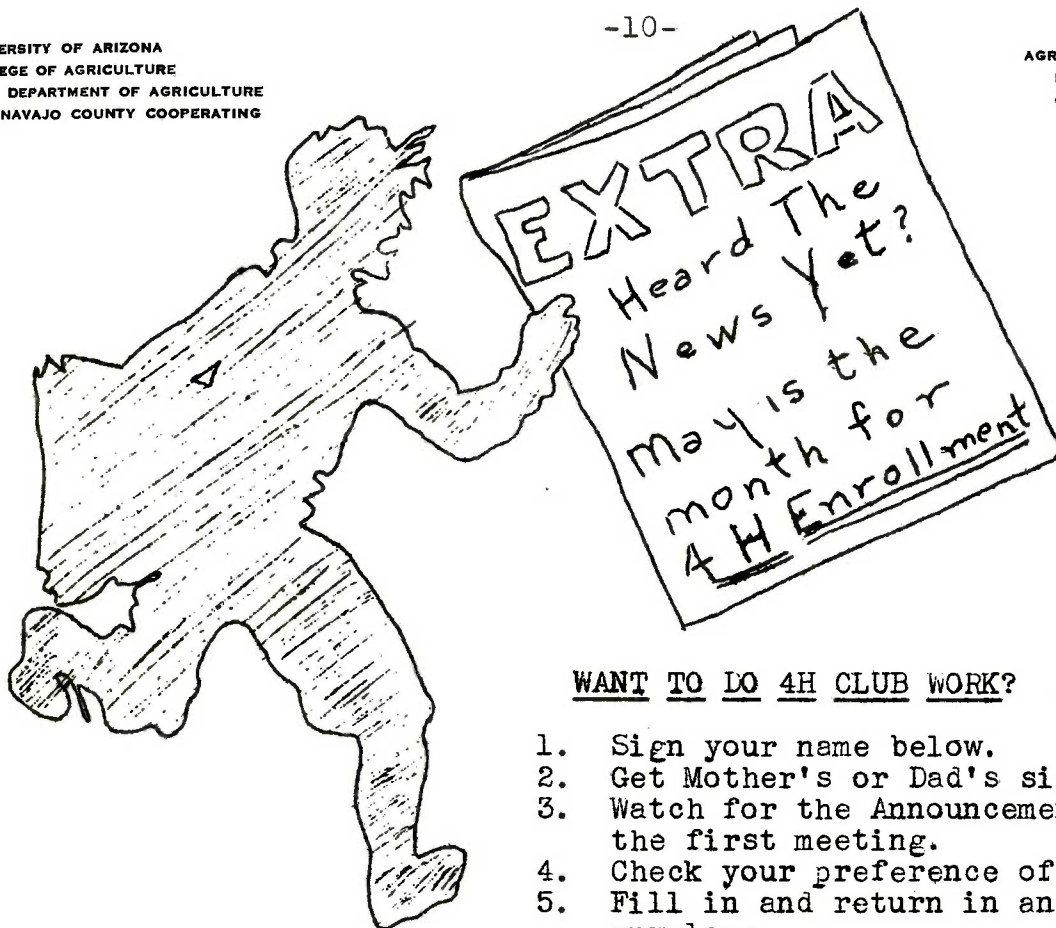 -10-
ERSITY OF ARIZONA
EGE OF AGRICULTURE
DEPARTMENT OF AGRICULTURE
NAVAJO COUNTY COOPERATING
AGR
EXTRA
Heard The
News Yet?
May is the
month for
4 H Enrollment
WANT TO DO 4H CLUB WORK?
1. Sign your name below.
2. Get Mother's or Dad's si
3. Watch for the Announceme
the first meeting.
4. Check your preference of
5. Fill in and return in an